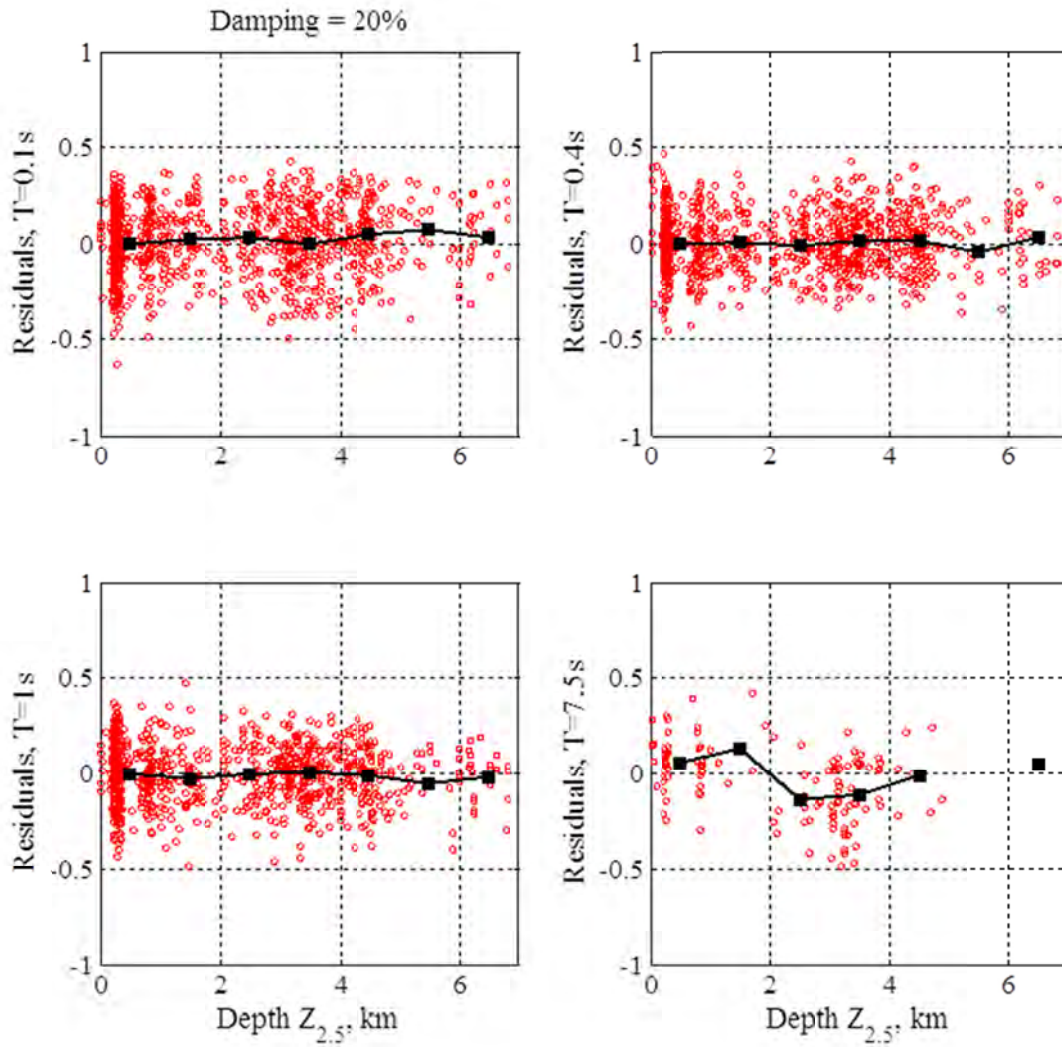 Damping = 20%
1
0.5
0
-0.5
-1
Residuals, T=0.1s
0 2 4 6
1
0.5
0
-0.5
-1
Residuals, T=0.4s
0 2 4 6
1
0.5
0
-0.5
-1
Residuals, T=1s
0 2 4 6
Depth Z2.5, km
1
0.5
0
-0.5
-1
Residuals, T=7.5s
0 2 4 6
Depth Z2.5, km